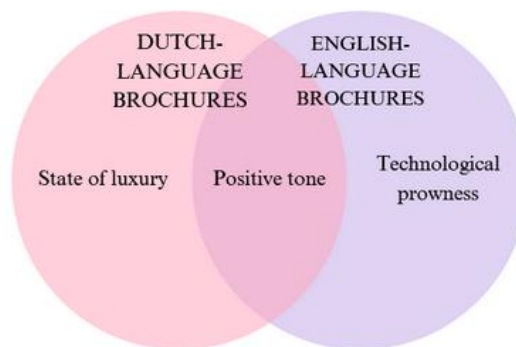 DUTCH-
LANGUAGE
BROCHURES
ENGLISH-
LANGUAGE
BROCHURES
State of luxury
Positive tone
Technological
prowness